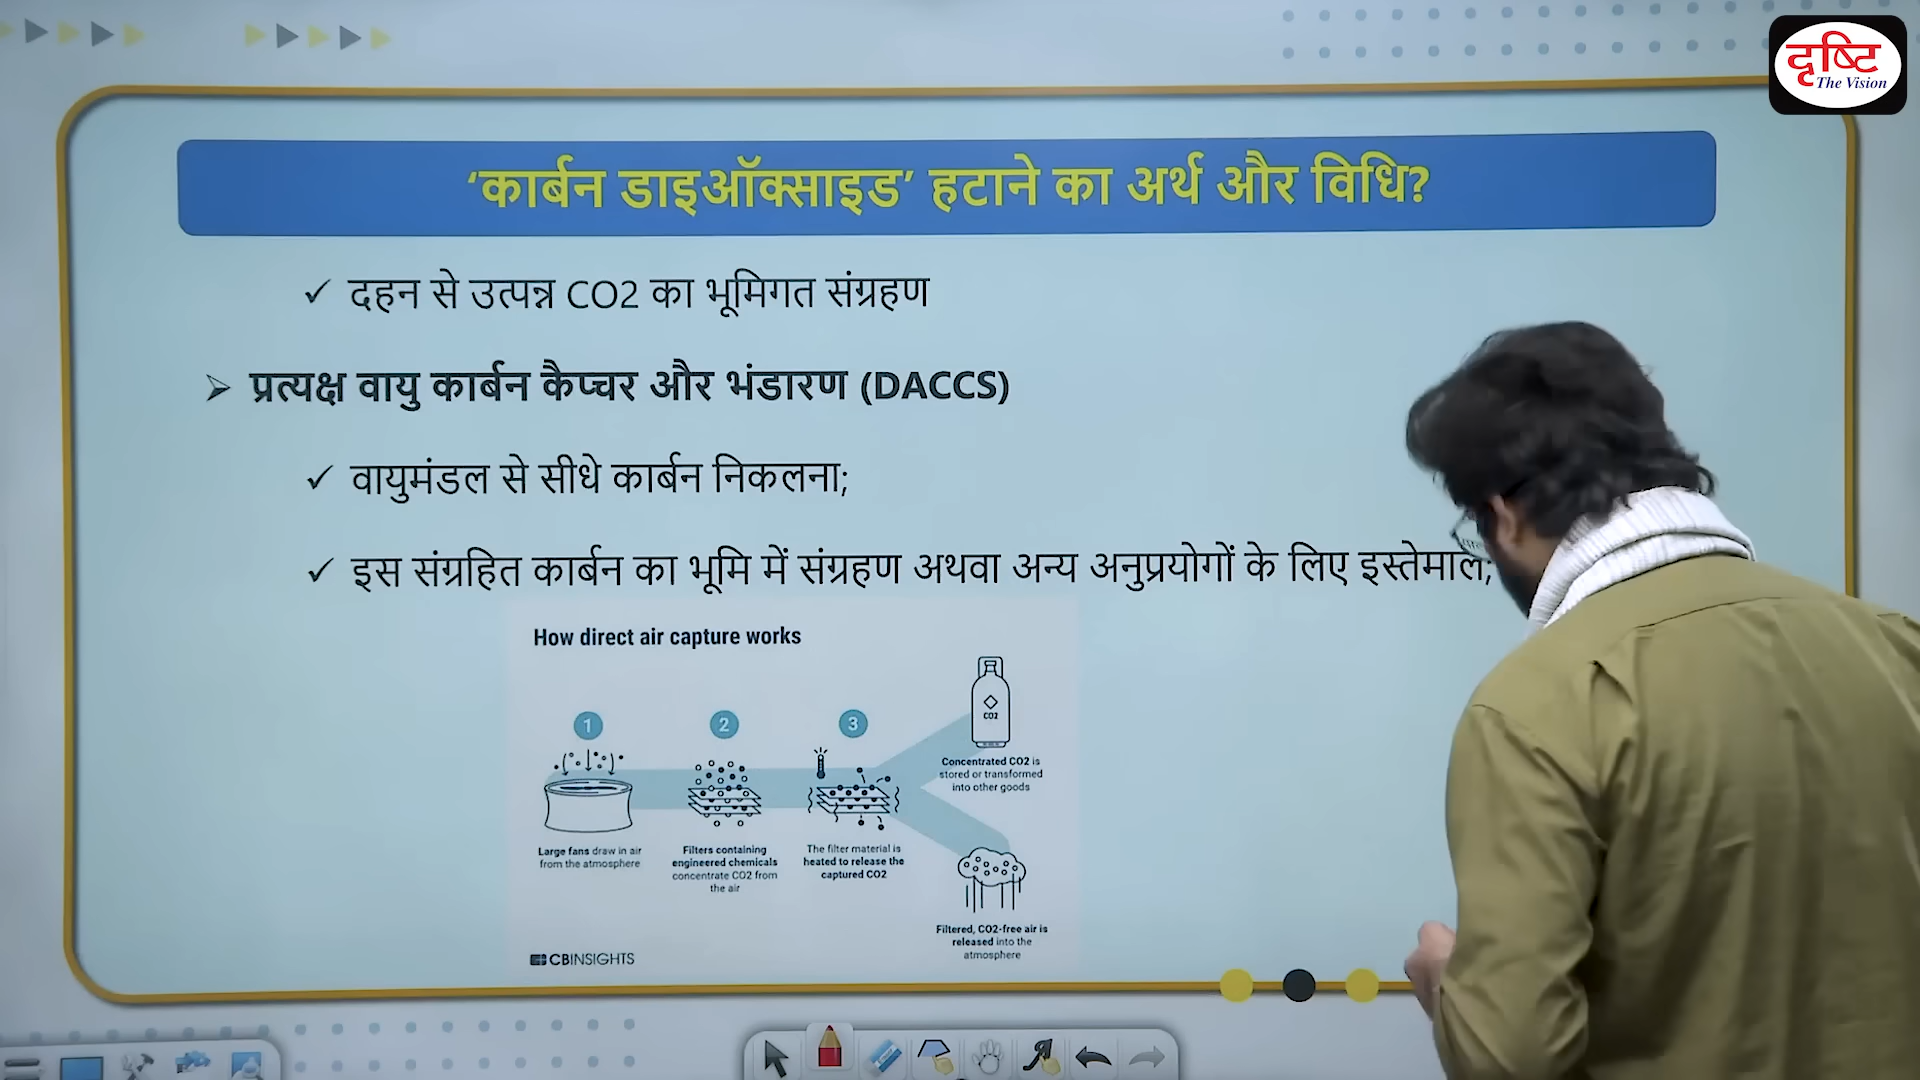 दृष्टि
The Vision
‘कार्बन डाइऑक्साइड’ हटाने का अर्थ और विधि?
✓ दहन से उत्पन्न CO2 का भूमिगत संग्रहण
➢ प्रत्यक्ष वायु कार्बन कैप्चर और भंडारण (DACCS)
✓ वायुमंडल से सीधे कार्बन निकलना;
✓ इस संग्रहित कार्बन का भूमि में संग्रहण अथवा अन्य अनुप्रयोगों के लिए इस्तेमाल;
How direct air capture works
1
2
3
CO2
Concentrated CO2 is
stored or transformed
into other goods
Large fans draw in air
from the atmosphere
Filters containing
engineered chemicals
concentrate CO2 from
the air
The filter material is
heated to release the
captured CO2
Filtered, CO2-free air is
released into the
atmosphere
CBINSIGHTS